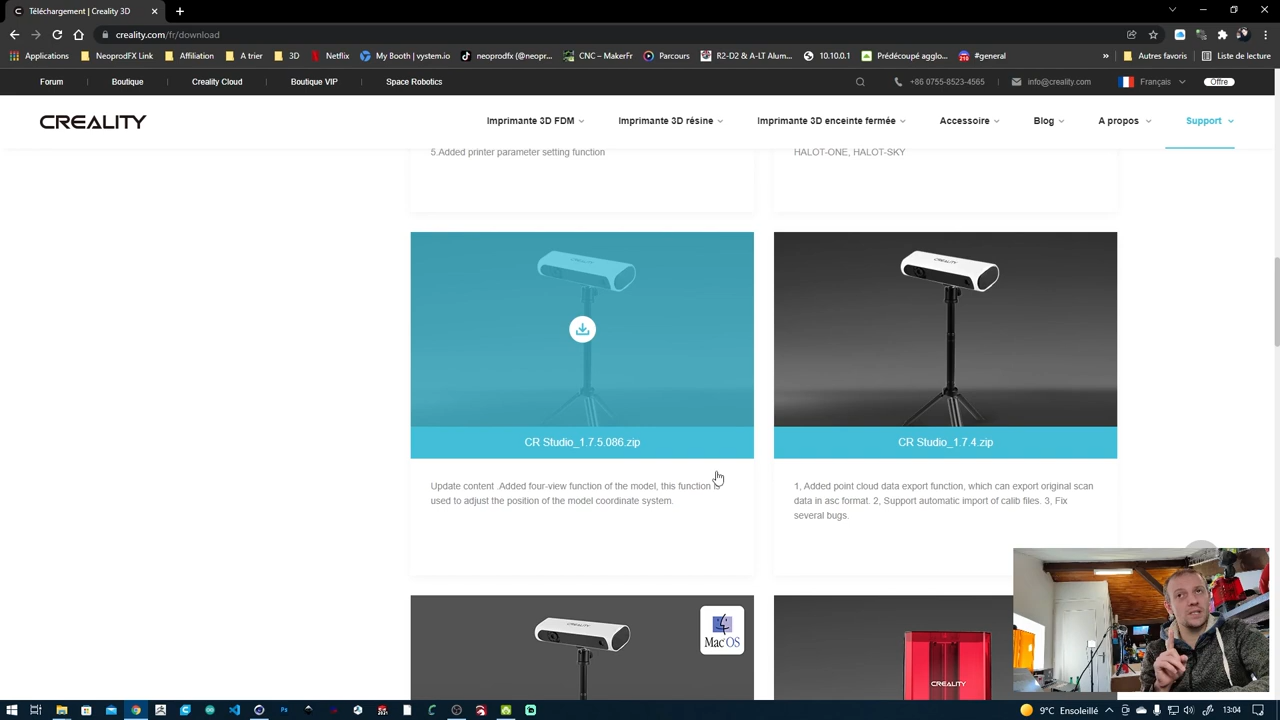 Téléchargement | Creality 3D
creality.com/fr/download
Applications
NeoprodFX Link
Affiliation
A trier
3D
Netflix
My Booth | system.io
neoprodfx (@neopr...
CNC – MakerFr
Parcours
R2-D2 & A-LT Alum...
10.10.0.1
Prédécoupé agglo...
#general
»
Liste de lecture
Forum
Boutique
Creality Cloud
Boutique VIP
Space Robotics
+86 0755-8523-4565
info@creality.com
Français
Offre
CREALITY
Imprimante 3D FDM
Imprimante 3D résine
Imprimante 3D enceinte fermée
Accessoire
Blog
A propos
Support
5.Added printer parameter setting function
HALOT-ONE, HALOT-SKY
CREALITY
CREALITY
CR Studio_1.7.5.086.zip
CR Studio_1.7.4.zip
Update content .Added four-view function of the model, this function is
used to adjust the position of the model coordinate system.
1, Added point cloud data export function, which can export original scan
data in asc format. 2, Support automatic import of calib files. 3, Fix
several bugs.
CREALITY
Mac OS
CREALITY
9°C Ensoleillé
13:04